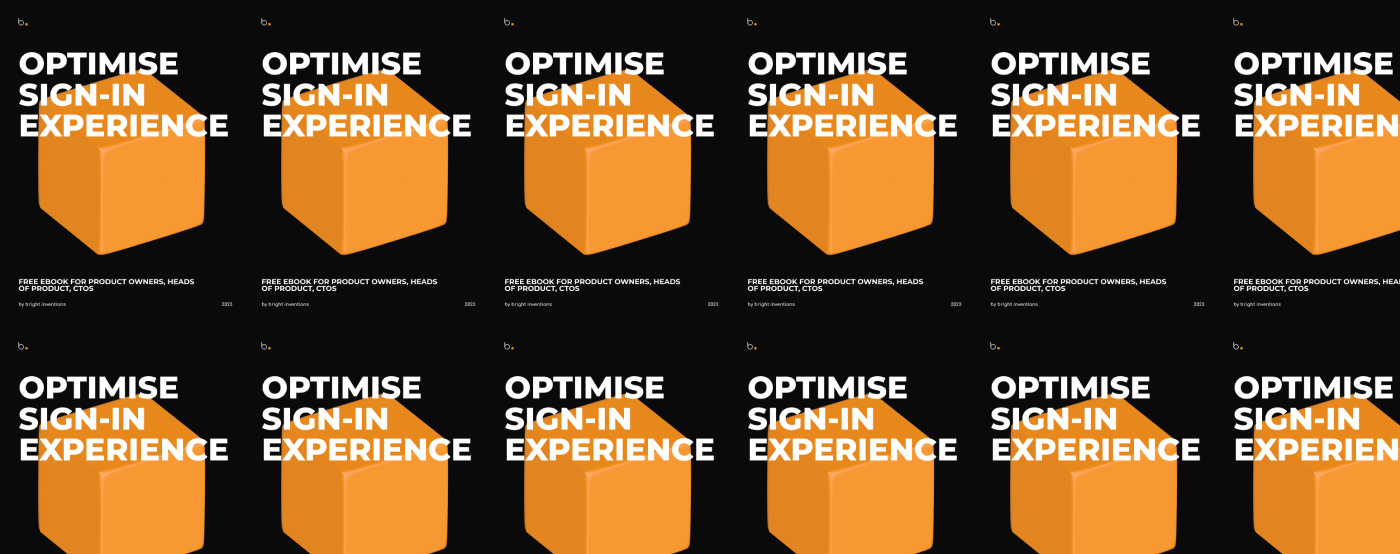 b.
OPTIMISE
SIGN-IN
EXPERIENCE
FREE EBOOK FOR PRODUCT OWNERS, HEADS
OF PRODUCT, CTOS
by bright inventions
2023
b.
OPTIMISE
SIGN-IN
EXPERIENCE
FREE EBOOK FOR PRODUCT OWNERS, HEADS
OF PRODUCT, CTOS
by bright inventions
2023
b.
OPTIMISE
SIGN-IN
EXPERIENCE
FREE EBOOK FOR PRODUCT OWNERS, HEADS
OF PRODUCT, CTOS
by bright inventions
2023
b.
OPTIMISE
SIGN-IN
EXPERIENCE
FREE EBOOK FOR PRODUCT OWNERS, HEADS
OF PRODUCT, CTOS
by bright inventions
2023
b.
OPTIMISE
SIGN-IN
EXPERIENCE
FREE EBOOK FOR PRODUCT OWNERS, HEADS
OF PRODUCT, CTOS
by bright inventions
2023
b.
OPTIMISE
SIGN-IN
EXPERIEN
FREE EBOOK FOR PRODUCT OWNERS, HEA
OF PRODUCT, CTOS
by bright inventions
b.
OPTIMISE
SIGN-IN
EXPERIENCE
b.
OPTIMISE
SIGN-IN
EXPERIENCE
b.
OPTIMISE
SIGN-IN
EXPERIENCE
b.
OPTIMISE
SIGN-IN
EXPERIENCE
b.
OPTIMISE
SIGN-IN
EXPERIENCE
b.
OPTIMISE
SIGN-IN
EXPERIEN